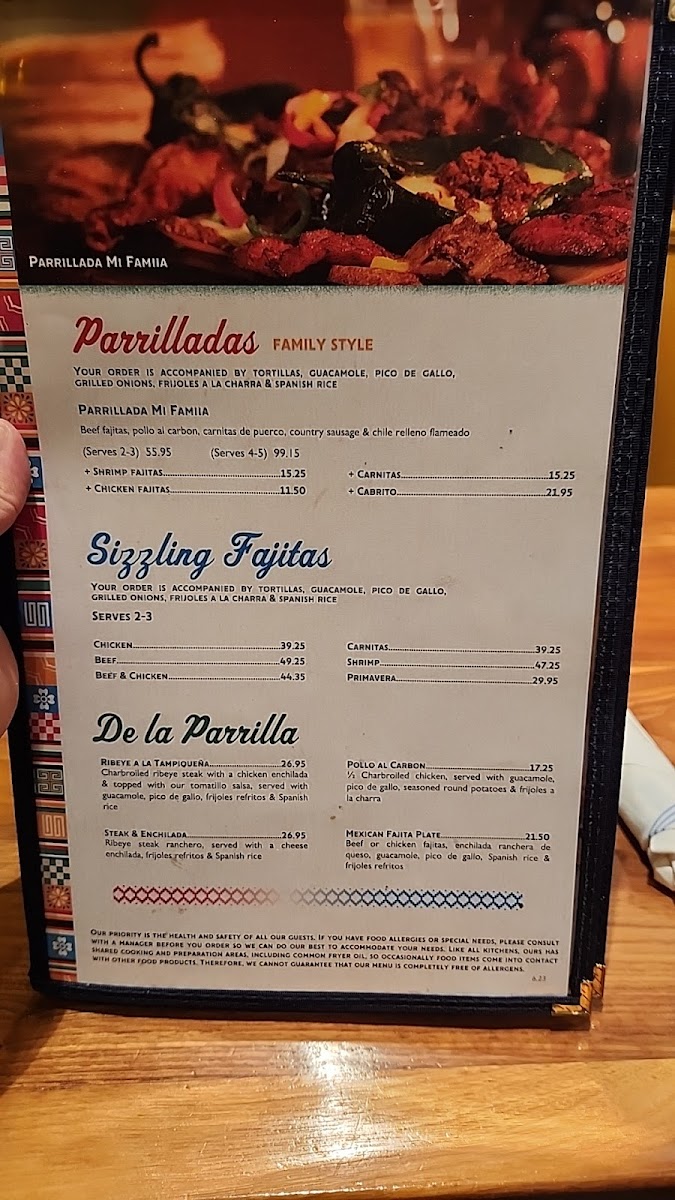 PARRILLADA MI FAMIIA
Parrilladas FAMILY STYLE
YOUR ORDER IS ACCOMPANIED BY TORTILLAS, GUACAMOLE, PICO DE GALLO,
GRILLED ONIONS, FRIJOLES A LA CHARRA & SPANISH RICE
PARRILLADA MI FAMIIA
Beef fajitas, pollo al carbon, carnitas de puerco, country sausage & chile relleno flameado
(Serves 2-3) 55.95 (Serves 4-5) 99.15
+ SHRIMP FAJITAS 15.25
+ CHICKEN FAJITAS 11.50
+ CARNITAS 15.25
+ CABRITO 21.95
Sizzling Fajitas
YOUR ORDER IS ACCOMPANIED BY TORTILLAS, GUACAMOLE, PICO DE GALLO,
GRILLED ONIONS, FRIJOLES A LA CHARRA & SPANISH RICE
SERVES 2-3
CHICKEN 39.25
BEEF 49.25
BEEF & CHICKEN 44.35
CARNITAS 39.25
SHRIMP 47.25
PRIMAVERA 29.95
De la Parrilla
RIBEYE A LA TAMPIQUEÑA 26.95
Charbroiled ribeye steak with a chicken enchilada
& topped with our tomatillo salsa, served with
guacamole, pico de gallo, frijoles refritos & Spanish
rice
STEAK & ENCHILADA 26.95
Ribeye steak ranchero, served with a cheese
enchilada, frijoles refritos & Spanish rice
POLLO AL CARBON 17.25
Charbroiled chicken, served with guacamole,
pico de gallo, seasoned round potatoes & frijoles a
la charra
MEXICAN FAJITA PLATE 21.50
Beef or chicken fajitas, enchilada ranchera de
queso, guacamole, pico de gallo, Spanish rice &
frijoles refritos
OUR PRIORITY IS THE HEALTH AND SAFETY OF ALL OUR GUESTS. IF YOU HAVE FOOD ALLERGIES OR SPECIAL NEEDS, PLEASE CONSULT
WITH A MANAGER BEFORE YOU ORDER SO WE CAN DO OUR BEST TO ACCOMMODATE YOUR NEEDS. LIKE ALL KITCHENS, OURS HAS
SHARED COOKING AND PREPARATION AREAS, INCLUDING COMMON FRYER OIL, SO OCCASIONALLY FOOD ITEMS COME INTO CONTACT
WITH OTHER FOOD PRODUCTS. THEREFORE, WE CANNOT GUARANTEE THAT OUR MENU IS COMPLETELY FREE OF ALLERGENS.
6.23